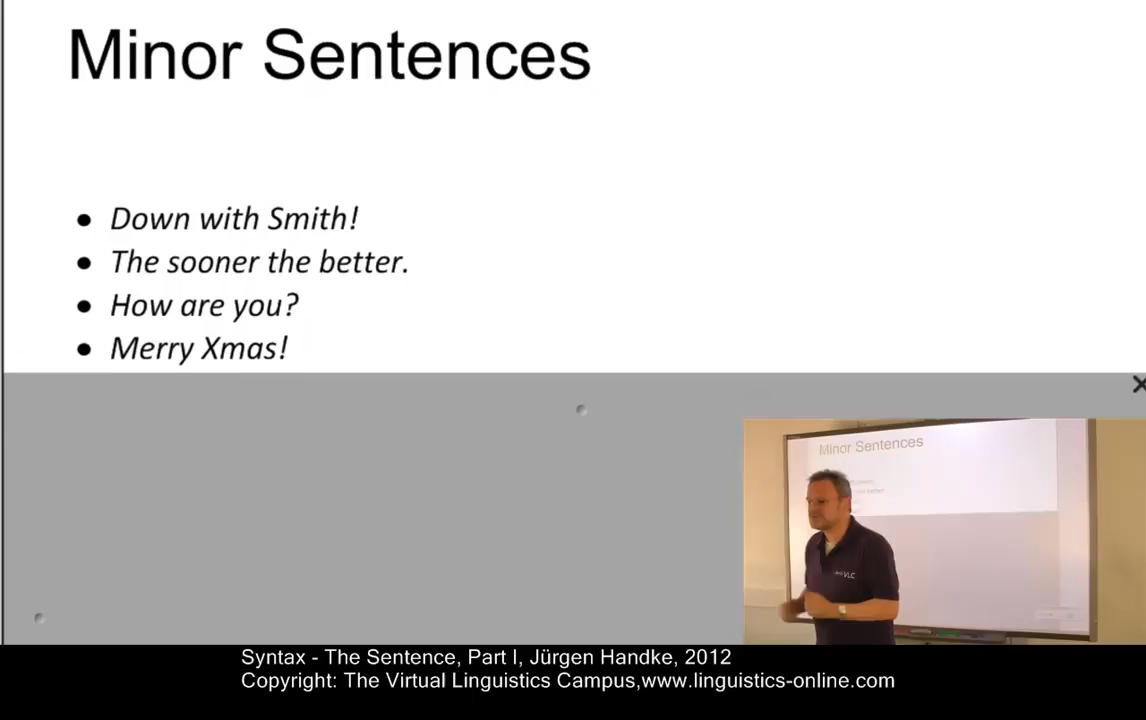 Minor Sentences
• Down with Smith!
• The sooner the better.
• How are you?
• Merry Xmas!
Minor Sentences
VLC
Syntax - The Sentence, Part I, Jürgen Handke, 2012
Copyright: The Virtual Linguistics Campus,www.linguistics-online.com